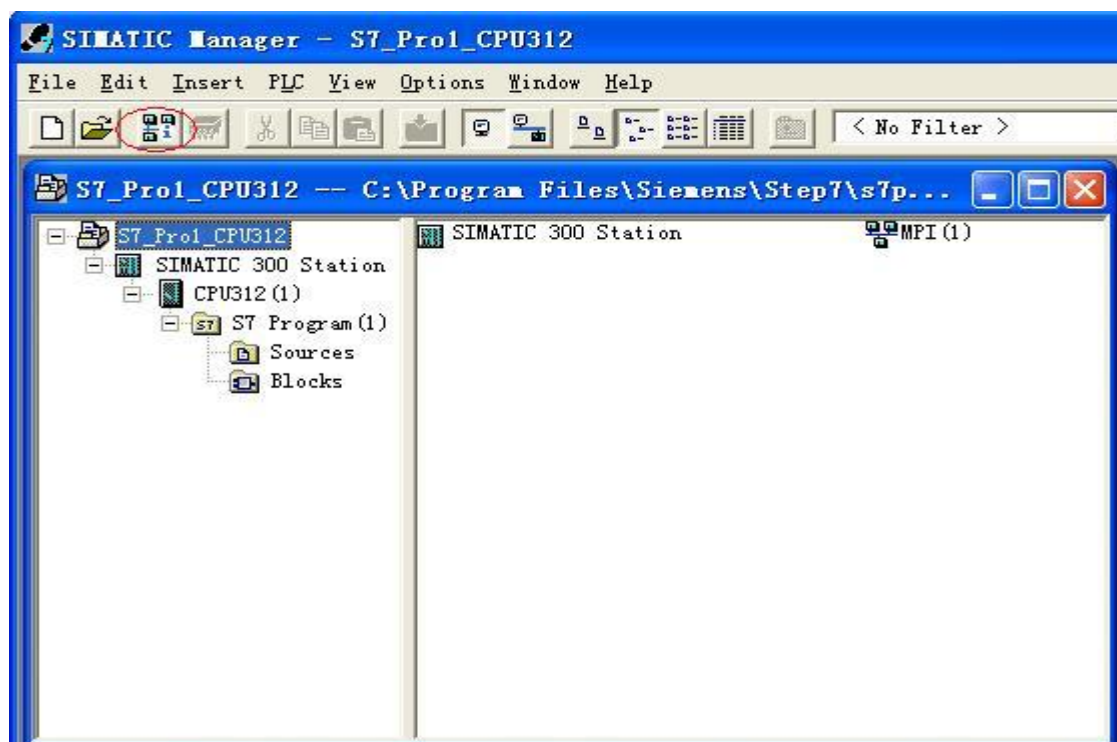 SIMATIC Manager - S7_Pro1_CPU312
File Edit Insert PLC View Options Window Help
< No Filter >
S7_Pro1_CPU312 -- C:\Program Files\Siemens\Step7\s7p...
S7_Pro1_CPU312
SIMATIC 300 Station
CPU312(1)
S7 Program(1)
Sources
Blocks
SIMATIC 300 Station
MPI(1)